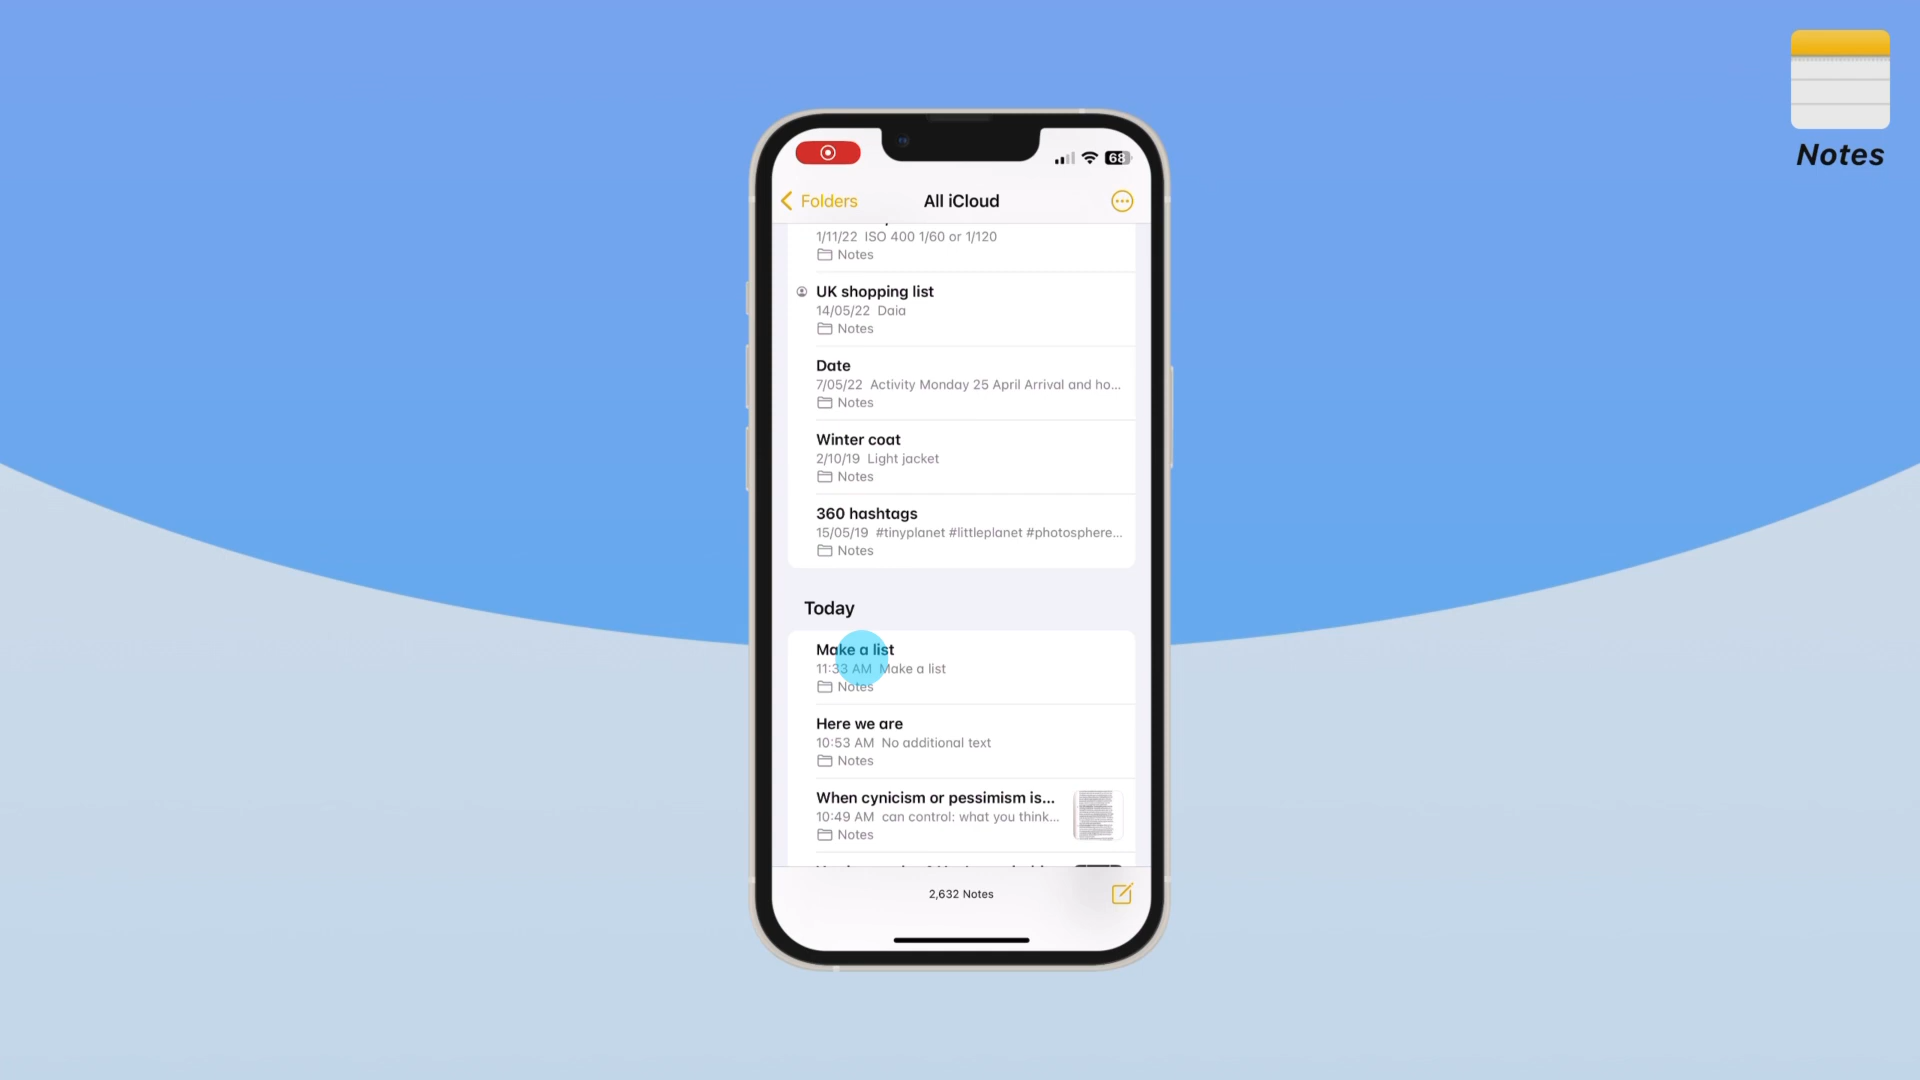 Notes
68
Folders
All iCloud
1/11/22 ISO 400 1/60 or 1/120
Notes
UK shopping list
14/05/22 Daia
Notes
Date
7/05/22 Activity Monday 25 April Arrival and ho...
Notes
Winter coat
2/10/19 Light jacket
Notes
360 hashtags
15/05/19 #tinyplanet #littleplanet #photosphere...
Notes
Today
Make a list
11:33 AM Make a list
Notes
Here we are
10:53 AM No additional text
Notes
When cynicism or pessimism is...
10:49 AM can control: what you think...
Notes
2,632 Notes